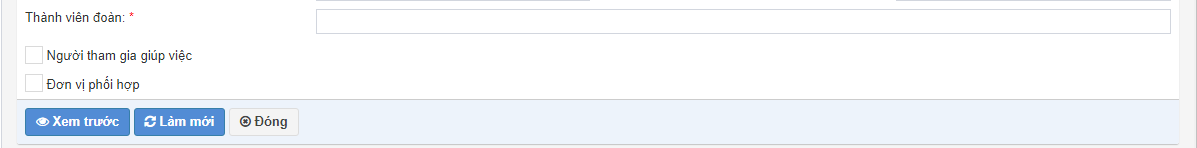 Thành viên đoàn: *
Người tham gia giúp việc
Đơn vị phối hợp
Xem trước Làm mới Đóng